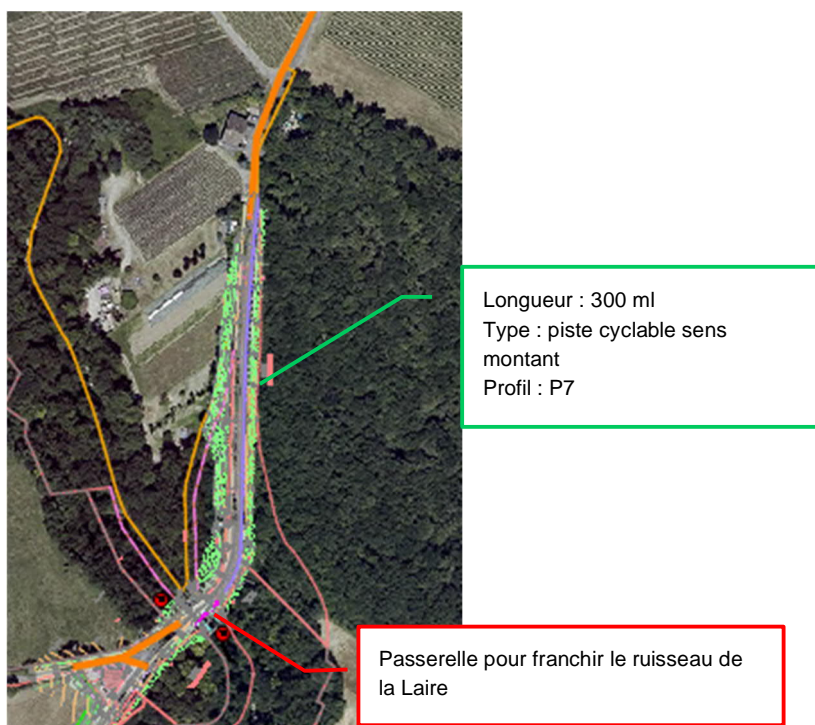 Longueur : 300 ml
Type : piste cyclable sens
montant
Profil : P7
Passerelle pour franchir le ruisseau de
la Laire